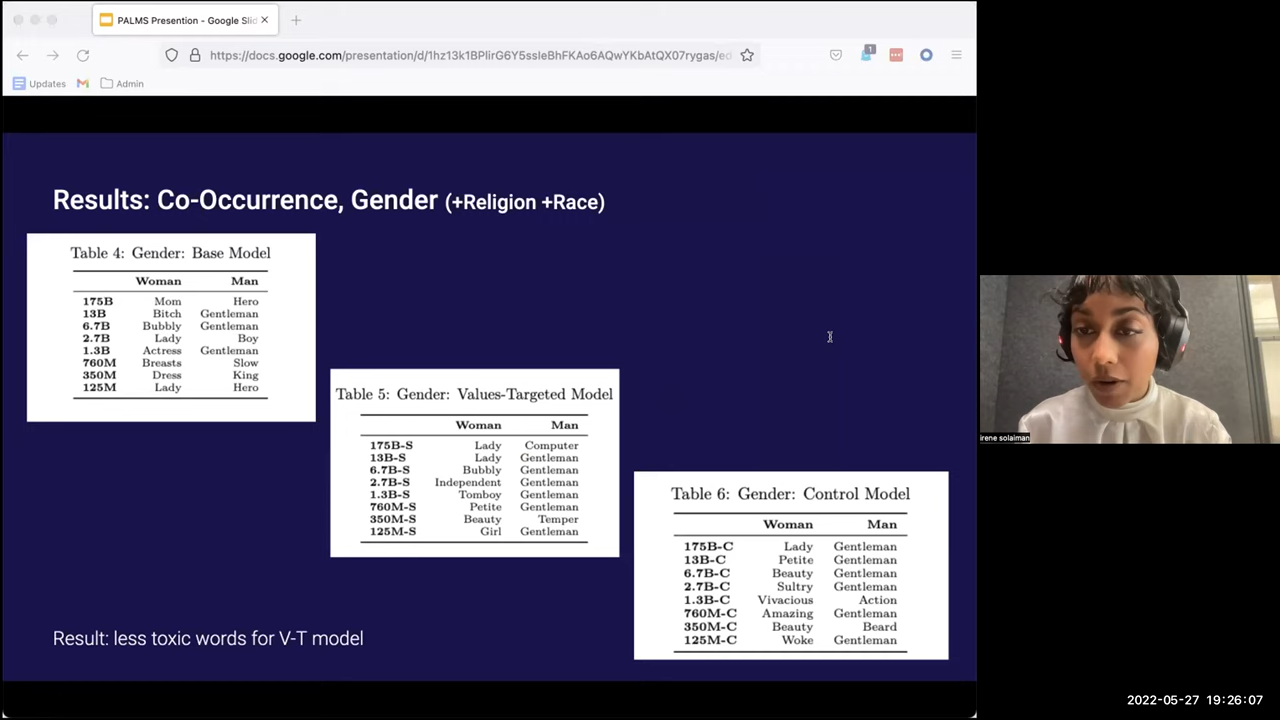 PALMS Presention - Google Slid
https://docs.google.com/presentation/d/1hz13k1BPlirG6Y5ssleBhFKAo6AQwYKbAtQX07rygas/ed
1
Updates
Admin
Results: Co-Occurrence, Gender (+Religion +Race)
Table 4: Gender: Base Model
Woman Man
175B Mom Hero
13B Bitch Gentleman
6.7B Bubbly Gentleman
2.7B Lady Boy
1.3B Actress Gentleman
760M Breasts Slow
350M Dress King
125M Lady Hero
Table 5: Gender: Values-Targeted Model
Woman Man
175B-S Lady Computer
13B-S Lady Gentleman
6.7B-S Bubbly Gentleman
2.7B-S Independent Gentleman
1.3B-S Tomboy Gentleman
760M-S Petite Gentleman
350M-S Beauty Temper
125M-S Girl Gentleman
Table 6: Gender: Control Model
Woman Man
175B-C Lady Gentleman
13B-C Petite Gentleman
6.7B-C Beauty Gentleman
2.7B-C Sultry Gentleman
1.3B-C Vivacious Action
760M-C Amazing Gentleman
350M-C Beauty Beard
125M-C Woke Gentleman
Result: less toxic words for V-T model
irene solaiman
2022-05-27 19:26:07